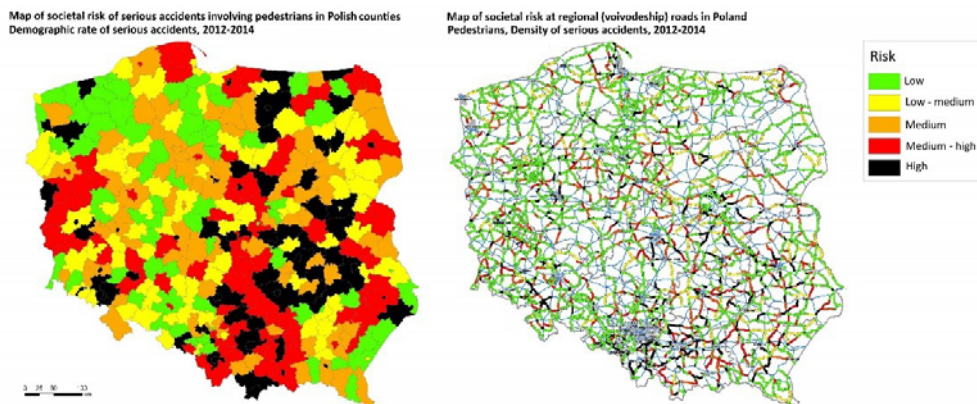 Map of societal risk of serious accidents involving pedestrians in Polish counties
Demographic rate of serious accidents, 2012-2014
Map of societal risk at regional (voivodeship) roads in Poland
Pedestrians, Density of serious accidents, 2012-2014
Risk
Low
Low - medium
Medium
Medium - high
High